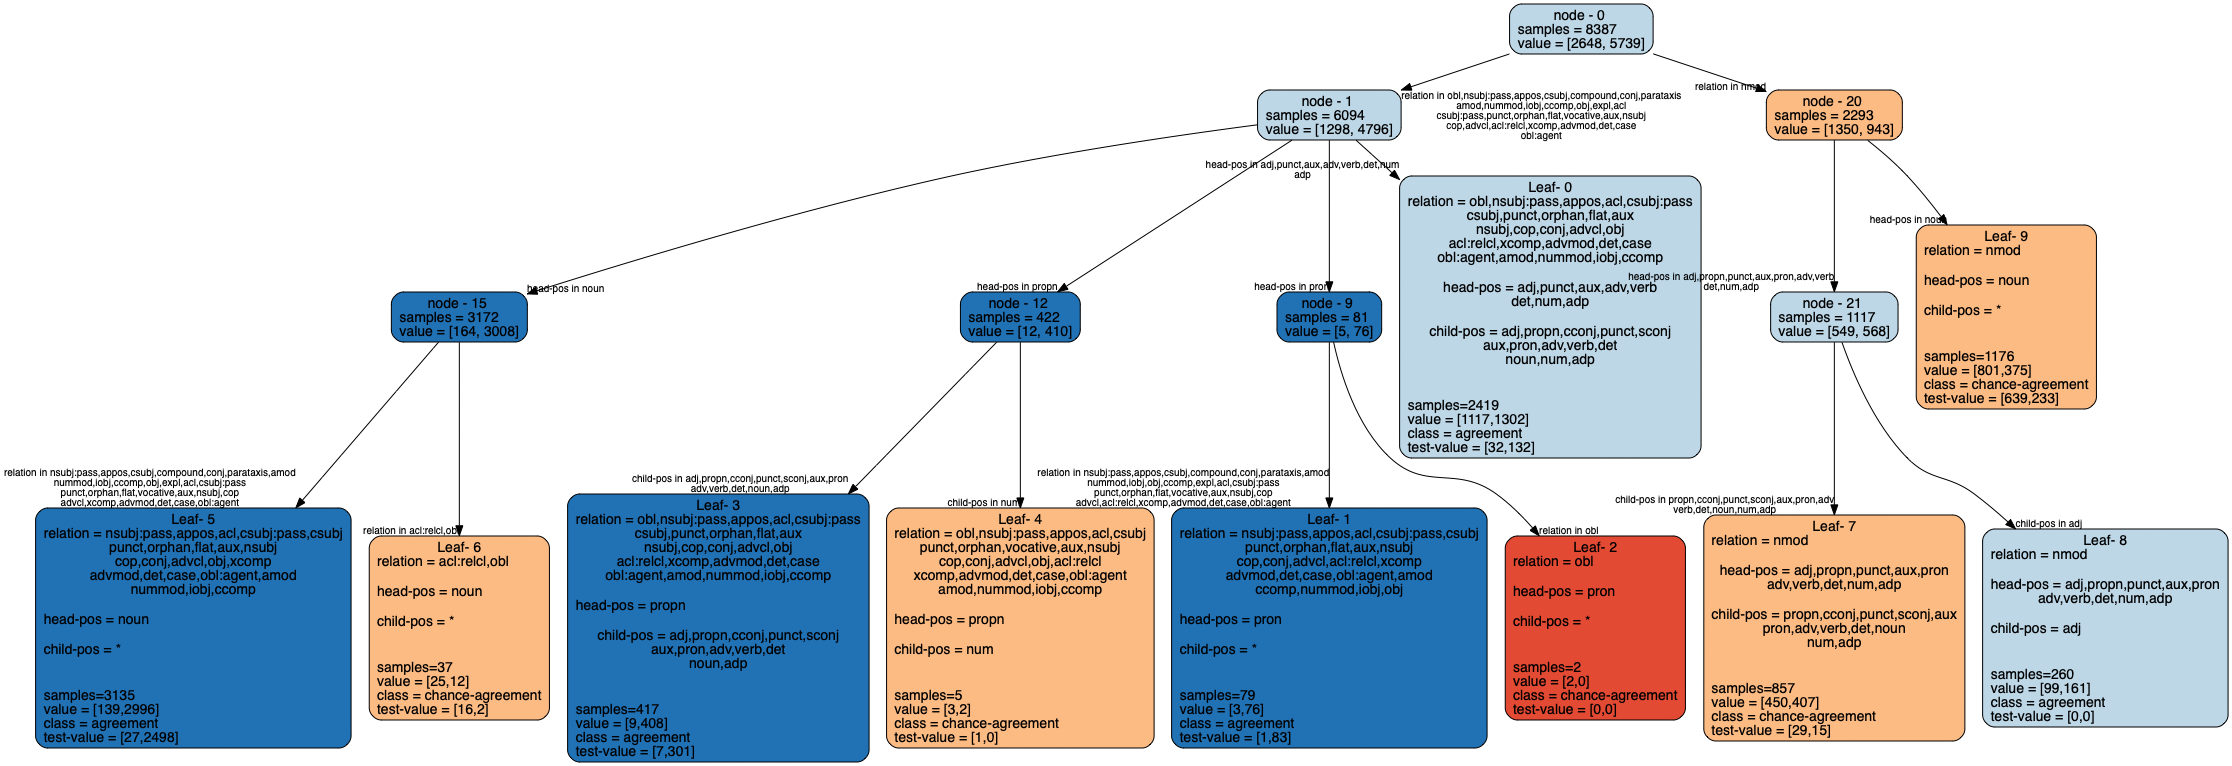 node - 0
samples = 8387
value = [2648, 5739]
relation in obl,nsubj:pass,appos,csubj,compound,conj,parataxis
amod,nummod,iobj,ccomp,obj,expl,acl
csubj:pass,punct,orphan,flat,vocative,aux,nsubj
cop,advcl,acl:relcl,xcomp,advmod,det,case
obl:agent
relation in nmod
node - 1
samples = 6094
value = [1298, 4796]
node - 20
samples = 2293
value = [1350, 943]
head-pos in noun
head-pos in propn
head-pos in pron
head-pos in adj,punct,aux,adv,verb,det,num
adp
head-pos in adj,propn,punct,aux,pron,adv,verb
det,num,adp
head-pos in noun
Leaf- 0
relation = obl,nsubj:pass,appos,acl,csubj:pass
csubj,punct,orphan,flat,aux
nsubj,cop,conj,advcl,obj
acl:relcl,xcomp,advmod,det,case
obl:agent,amod,nummod,iobj,ccomp
head-pos = adj,punct,aux,adv,verb
det,num,adp
child-pos = adj,propn,cconj,punct,sconj
aux,pron,adv,verb,det
noun,num,adp
samples=2419
value = [1117,1302]
class = agreement
test-value = [32,132]
Leaf- 9
relation = nmod
head-pos = noun
child-pos = *
samples=1176
value = [801,375]
class = chance-agreement
test-value = [639,233]
node - 15
samples = 3172
value = [164, 3008]
node - 12
samples = 422
value = [12, 410]
node - 9
samples = 81
value = [5, 76]
node - 21
samples = 1117
value = [549, 568]
relation in nsubj:pass,appos,csubj,compound,conj,parataxis,amod
nummod,iobj,ccomp,obj,expl,acl,csubj:pass
punct,orphan,flat,vocative,aux,nsubj,cop
advcl,xcomp,advmod,det,case,obl:agent
relation in acl:relcl,obl
child-pos in adj,propn,cconj,punct,sconj,aux,pron
adv,verb,det,noun,adp
child-pos in num
relation in nsubj:pass,appos,csubj,compound,conj,parataxis,amod
nummod,iobj,obj,ccomp,expl,acl,csubj:pass
punct,orphan,flat,vocative,aux,nsubj,cop
advcl,acl:relcl,xcomp,advmod,det,case,obl:agent
relation in obl
child-pos in propn,cconj,punct,sconj,aux,pron,adv
verb,det,noun,num,adp
child-pos in adj
Leaf- 5
relation = nsubj:pass,appos,acl,csubj:pass,csubj
punct,orphan,flat,aux,nsubj
cop,conj,advcl,obj,xcomp
advmod,det,case,obl:agent,amod
nummod,iobj,ccomp
head-pos = noun
child-pos = *
samples=3135
value = [139,2996]
class = agreement
test-value = [27,2498]
Leaf- 6
relation = acl:relcl,obl
head-pos = noun
child-pos = *
samples=37
value = [25,12]
class = chance-agreement
test-value = [16,2]
Leaf- 3
relation = obl,nsubj:pass,appos,acl,csubj:pass
csubj,punct,orphan,flat,aux
nsubj,cop,conj,advcl,obj
acl:relcl,xcomp,advmod,det,case
obl:agent,amod,nummod,iobj,ccomp
head-pos = propn
child-pos = adj,propn,cconj,punct,sconj
aux,pron,adv,verb,det
noun,adp
samples=417
value = [9,408]
class = agreement
test-value = [7,301]
Leaf- 4
relation = obl,nsubj:pass,appos,acl,csubj
punct,orphan,vocative,aux,nsubj
cop,conj,advcl,obj,acl:relcl
xcomp,advmod,det,case,obl:agent
amod,nummod,iobj,ccomp
head-pos = propn
child-pos = num
samples=5
value = [3,2]
class = chance-agreement
test-value = [1,0]
Leaf- 1
relation = nsubj:pass,appos,acl,csubj:pass,csubj
punct,orphan,flat,aux,nsubj
cop,conj,advcl,acl:relcl,xcomp
advmod,det,case,obl:agent,amod
ccomp,nummod,iobj,obj
head-pos = pron
child-pos = *
samples=79
value = [3,76]
class = agreement
test-value = [1,83]
Leaf- 2
relation = obl
head-pos = pron
child-pos = *
samples=2
value = [2,0]
class = chance-agreement
test-value = [0,0]
Leaf- 7
relation = nmod
head-pos = adj,propn,punct,aux,pron
adv,verb,det,num,adp
child-pos = propn,cconj,punct,sconj,aux
pron,adv,verb,det,noun
num,adp
samples=857
value = [450,407]
class = chance-agreement
test-value = [29,15]
Leaf- 8
relation = nmod
head-pos = adj,propn,punct,aux,pron
adv,verb,det,num,adp
child-pos = adj
samples=260
value = [99,161]
class = agreement
test-value = [0,0]